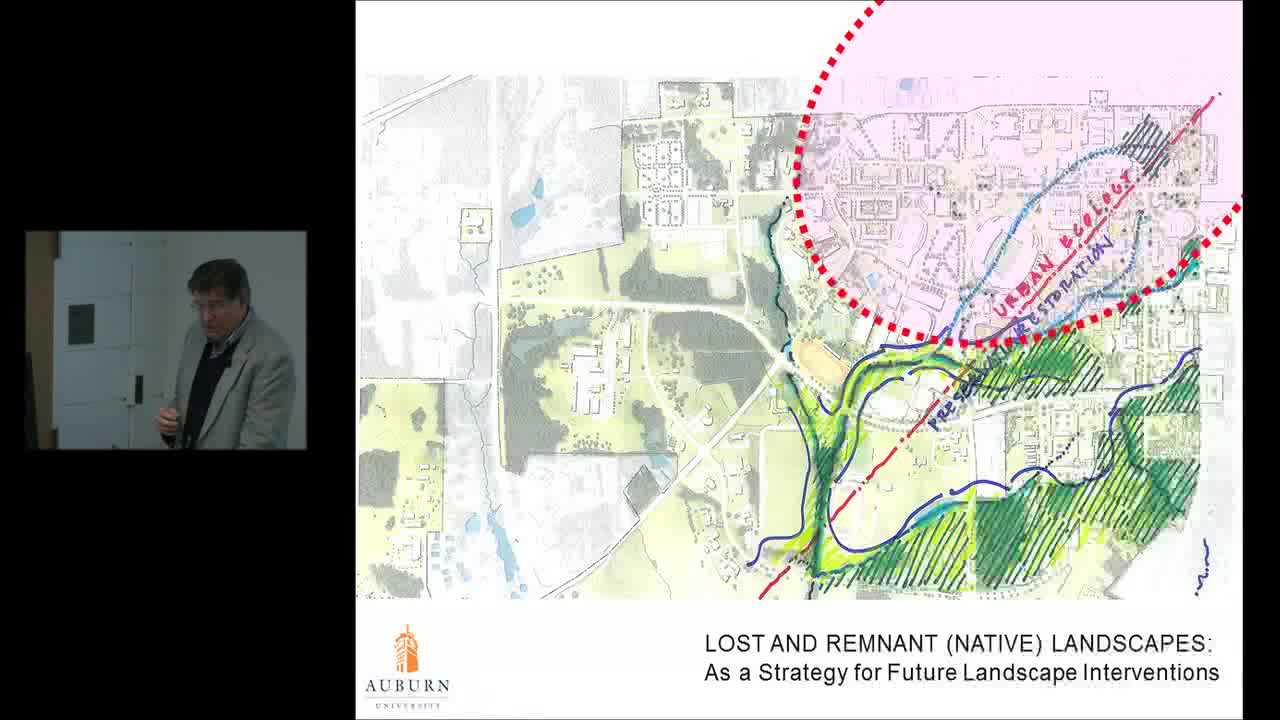 URBAN ECOLOGY
RESTORATION
LOST AND REMNANT (NATIVE) LANDSCAPES:
As a Strategy for Future Landscape Interventions
AUBURN
UNIVERSITY